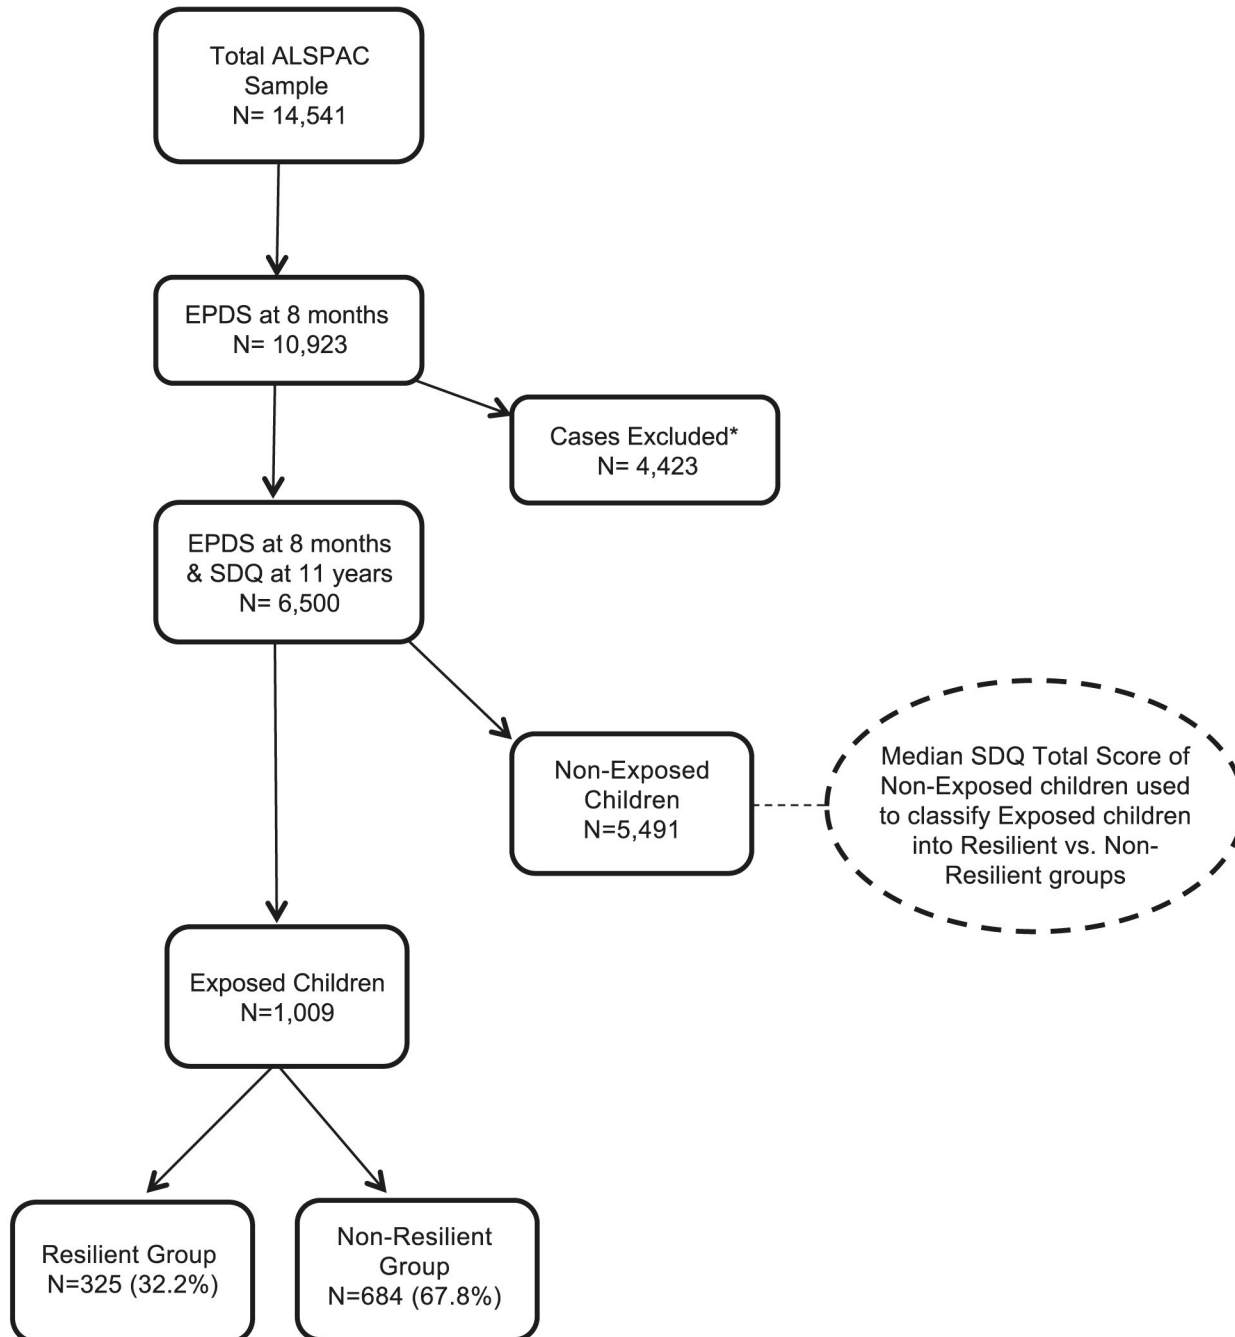 Total ALSPAC
Sample
N= 14,541
EPDS at 8 months
N= 10,923
Cases Excluded*
N= 4,423
EPDS at 8 months
& SDQ at 11 years
N= 6,500
Non-Exposed
Children
N=5,491
Median SDQ Total Score of
Non-Exposed children used
to classify Exposed children
into Resilient vs. Non-
Resilient groups
Exposed Children
N=1,009
Resilient Group
N=325 (32.2%)
Non-Resilient
Group
N=684 (67.8%)